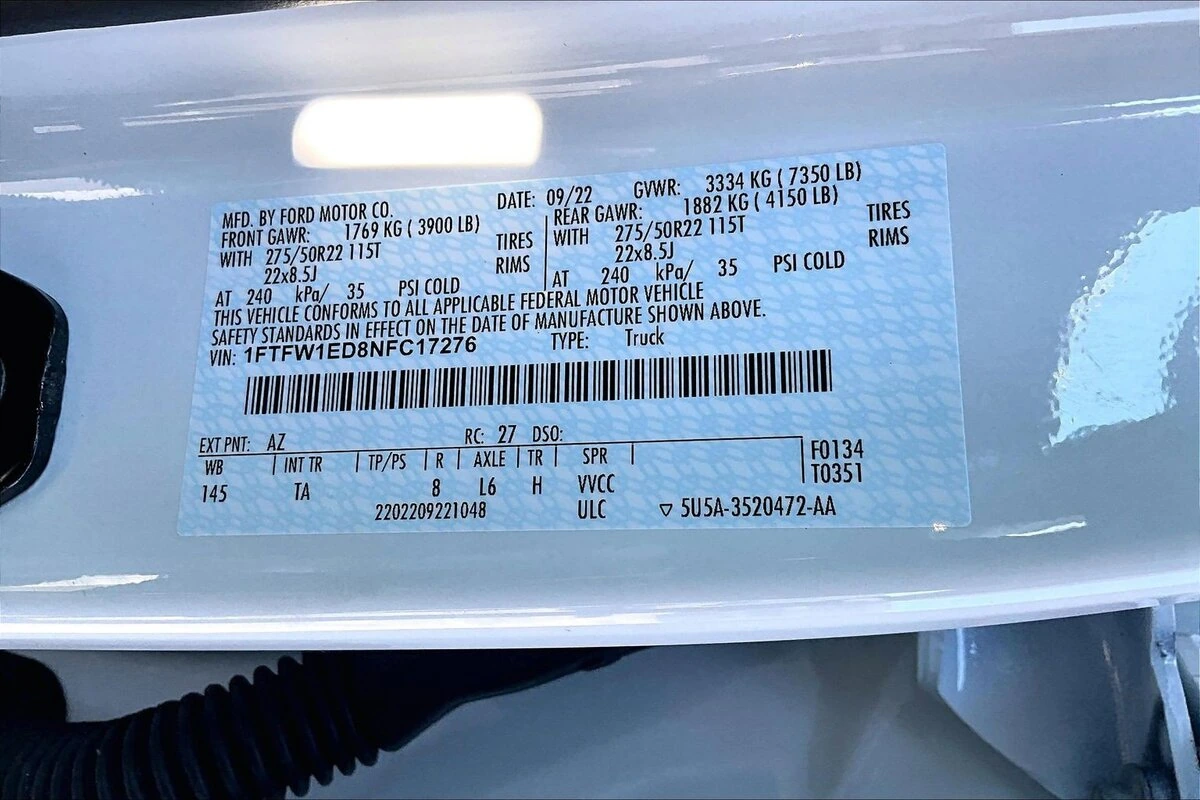 MFD. BY FORD MOTOR CO. DATE: 09/22 GVWR: 3334 KG ( 7350 LB)
FRONT GAWR: 1769 KG ( 3900 LB) REAR GAWR: 1882 KG ( 4150 LB)
WITH 275/50R22 115T TIRES WITH 275/50R22 115T TIRES
22x8.5J RIMS 22x8.5J RIMS
AT 240 kPa/ 35 PSI COLD AT 240 kPa/ 35 PSI COLD
THIS VEHICLE CONFORMS TO ALL APPLICABLE FEDERAL MOTOR VEHICLE
SAFETY STANDARDS IN EFFECT ON THE DATE OF MANUFACTURE SHOWN ABOVE.
VIN: 1FTFW1ED8NFC17276 TYPE: Truck
EXT PNT: AZ RC: 27 DSO:
WB INT TR TP/PS R AXLE TR SPR F0134
145 TA 8 L6 H VVCC T0351
2202209221048 ULC ▽ 5U5A-3520472-AA